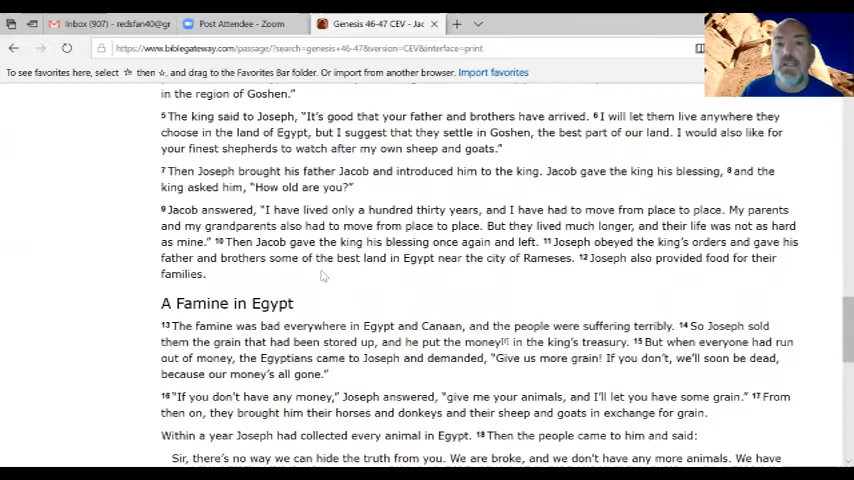 Inbox (907) - redsfan40@gr
Post Attendee - Zoom
Genesis 46-47 CEV - Jac
https://www.biblegateway.com/passage/?search=genesis+46-47&version=CEV&interface=print
To see favorites here, select then, and drag to the Favorites Bar folder. Or import from another browser. Import favorites
in the region of Goshen.”
5 The king said to Joseph, “It’s good that your father and brothers have arrived. 6 I will let them live anywhere they
choose in the land of Egypt, but I suggest that they settle in Goshen, the best part of our land. I would also like for
your finest shepherds to watch after my own sheep and goats.”
7 Then Joseph brought his father Jacob and introduced him to the king. Jacob gave the king his blessing, 8 and the
king asked him, “How old are you?”
9 Jacob answered, “I have lived only a hundred thirty years, and I have had to move from place to place. My parents
and my grandparents also had to move from place to place. But they lived much longer, and their life was not as hard
as mine.” 10 Then Jacob gave the king his blessing once again and left. 11 Joseph obeyed the king’s orders and gave his
father and brothers some of the best land in Egypt near the city of Rameses. 12 Joseph also provided food for their
families.
A Famine in Egypt
13 The famine was bad everywhere in Egypt and Canaan, and the people were suffering terribly. 14 So Joseph sold
them the grain that had been stored up, and he put the money[f] in the king’s treasury. 15 But when everyone had run
out of money, the Egyptians came to Joseph and demanded, “Give us more grain! If you don’t, we’ll soon be dead,
because our money’s all gone.”
16 “If you don’t have any money,” Joseph answered, “give me your animals, and I’ll let you have some grain.” 17 From
then on, they brought him their horses and donkeys and their sheep and goats in exchange for grain.
Within a year Joseph had collected every animal in Egypt. 18 Then the people came to him and said:
Sir, there’s no way we can hide the truth from you. We are broke, and we don’t have any more animals. We have